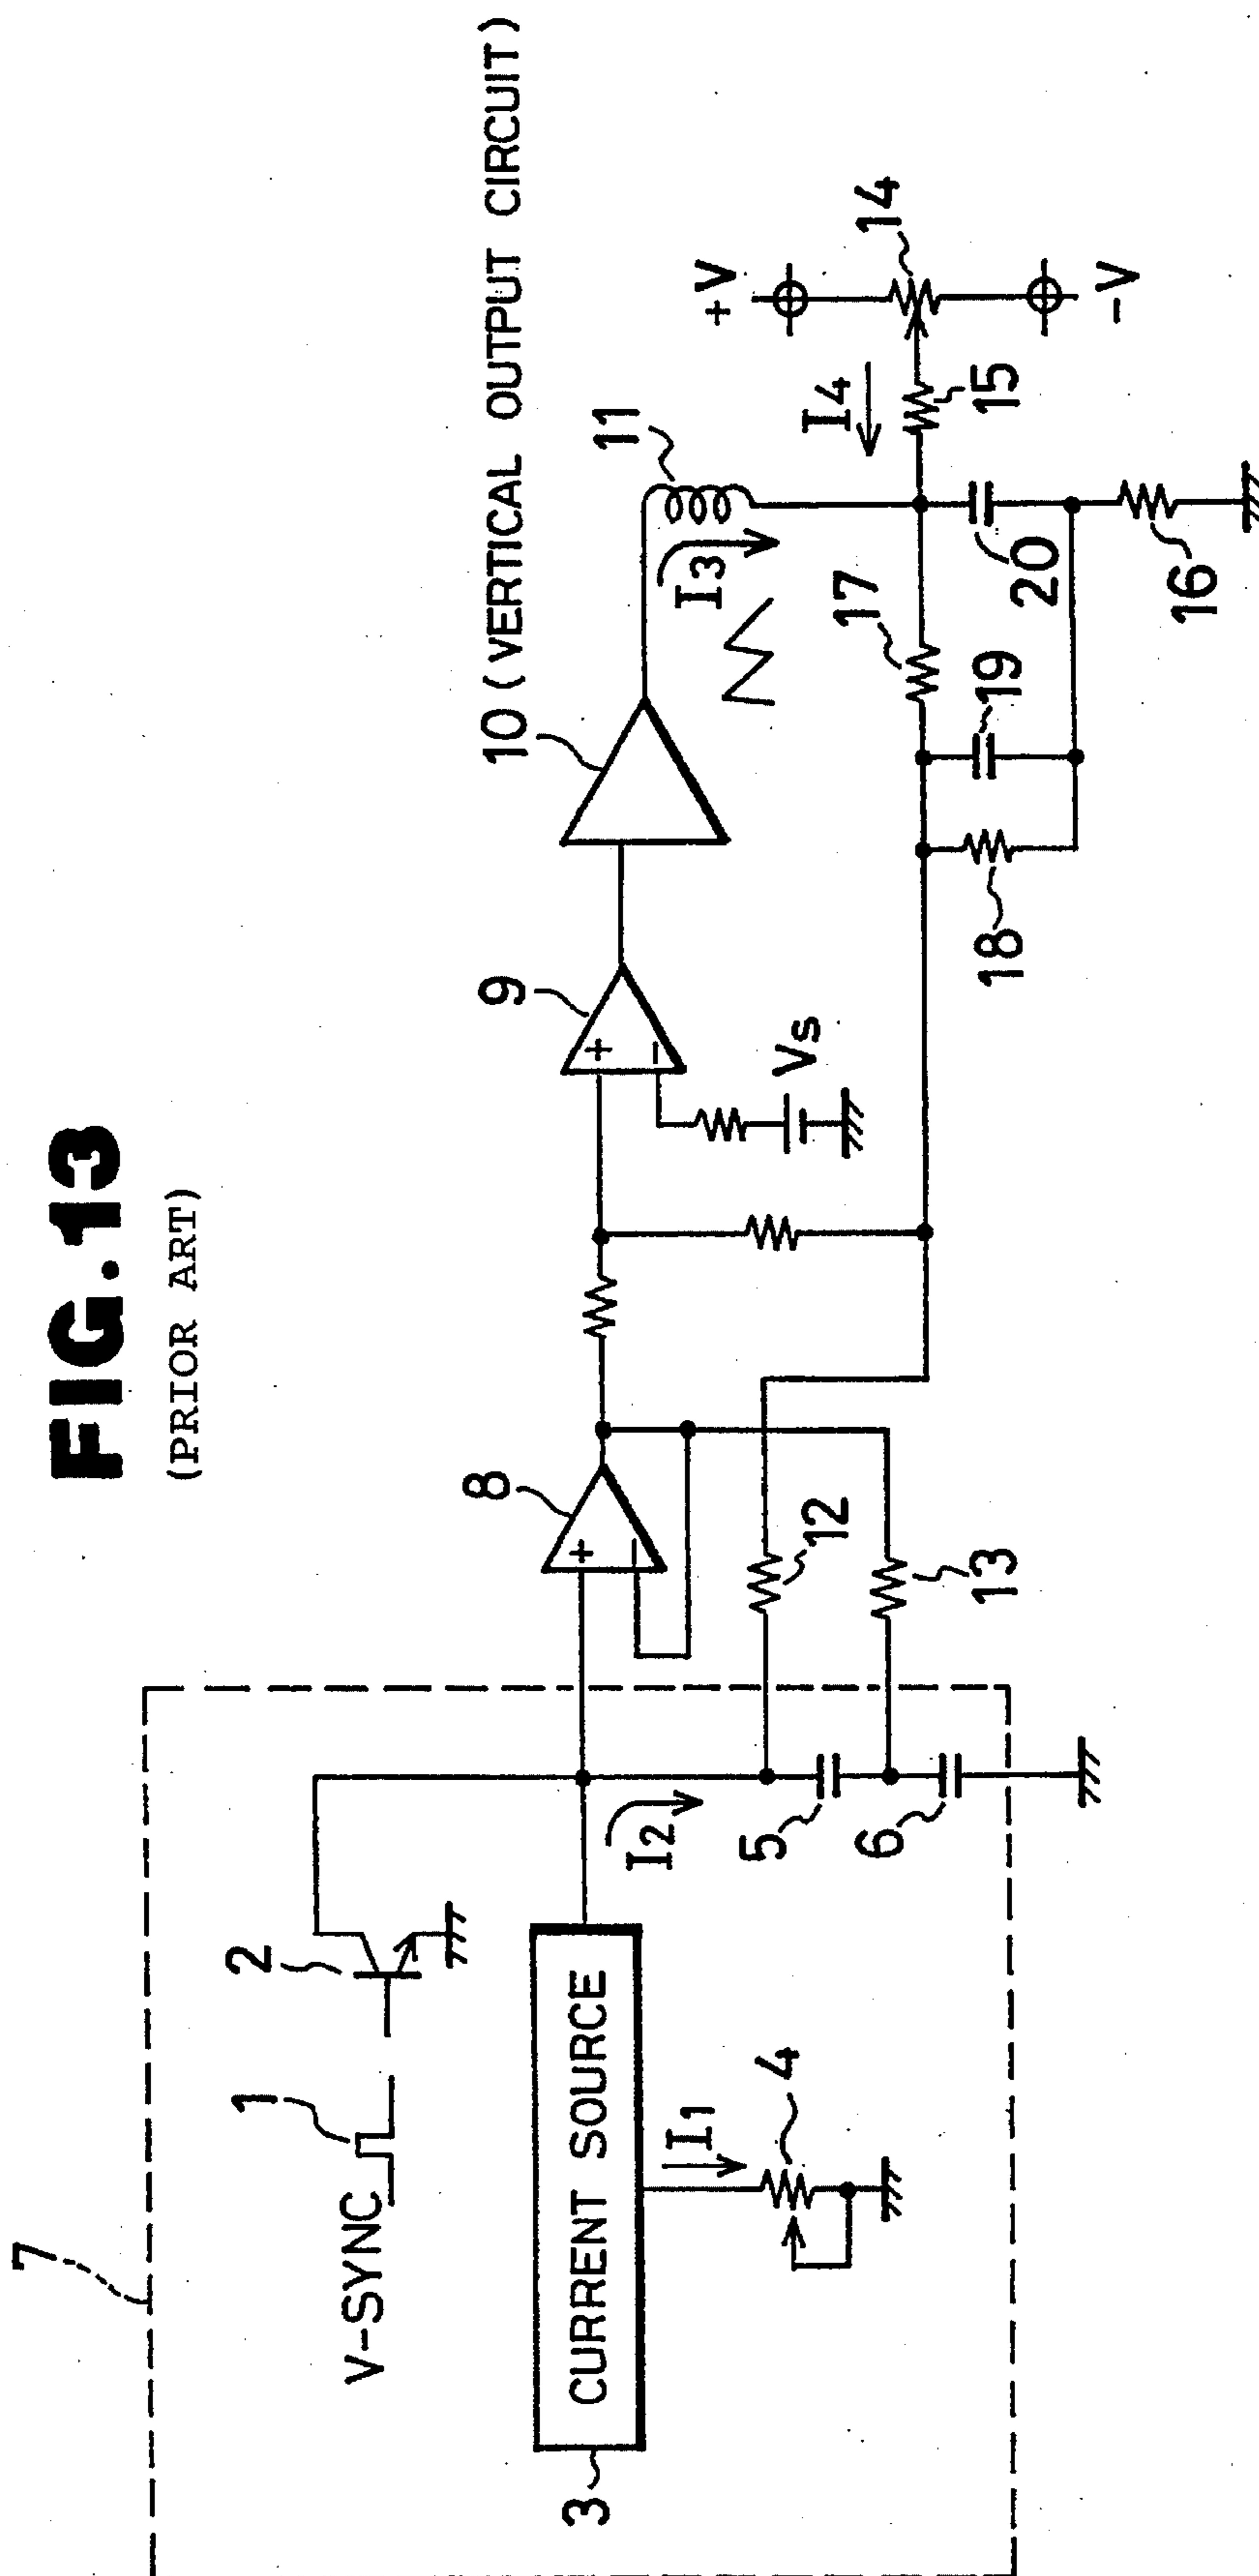 FIG.13
(PRIOR ART)
7
V-SYNC
1
2
3
CURRENT SOURCE
I1
4
I2
5
6
8
12
13
9
Vs
10 (VERTICAL OUTPUT CIRCUIT)
11
I3
17
19
18
20
16
I4
15
14
+V
-V